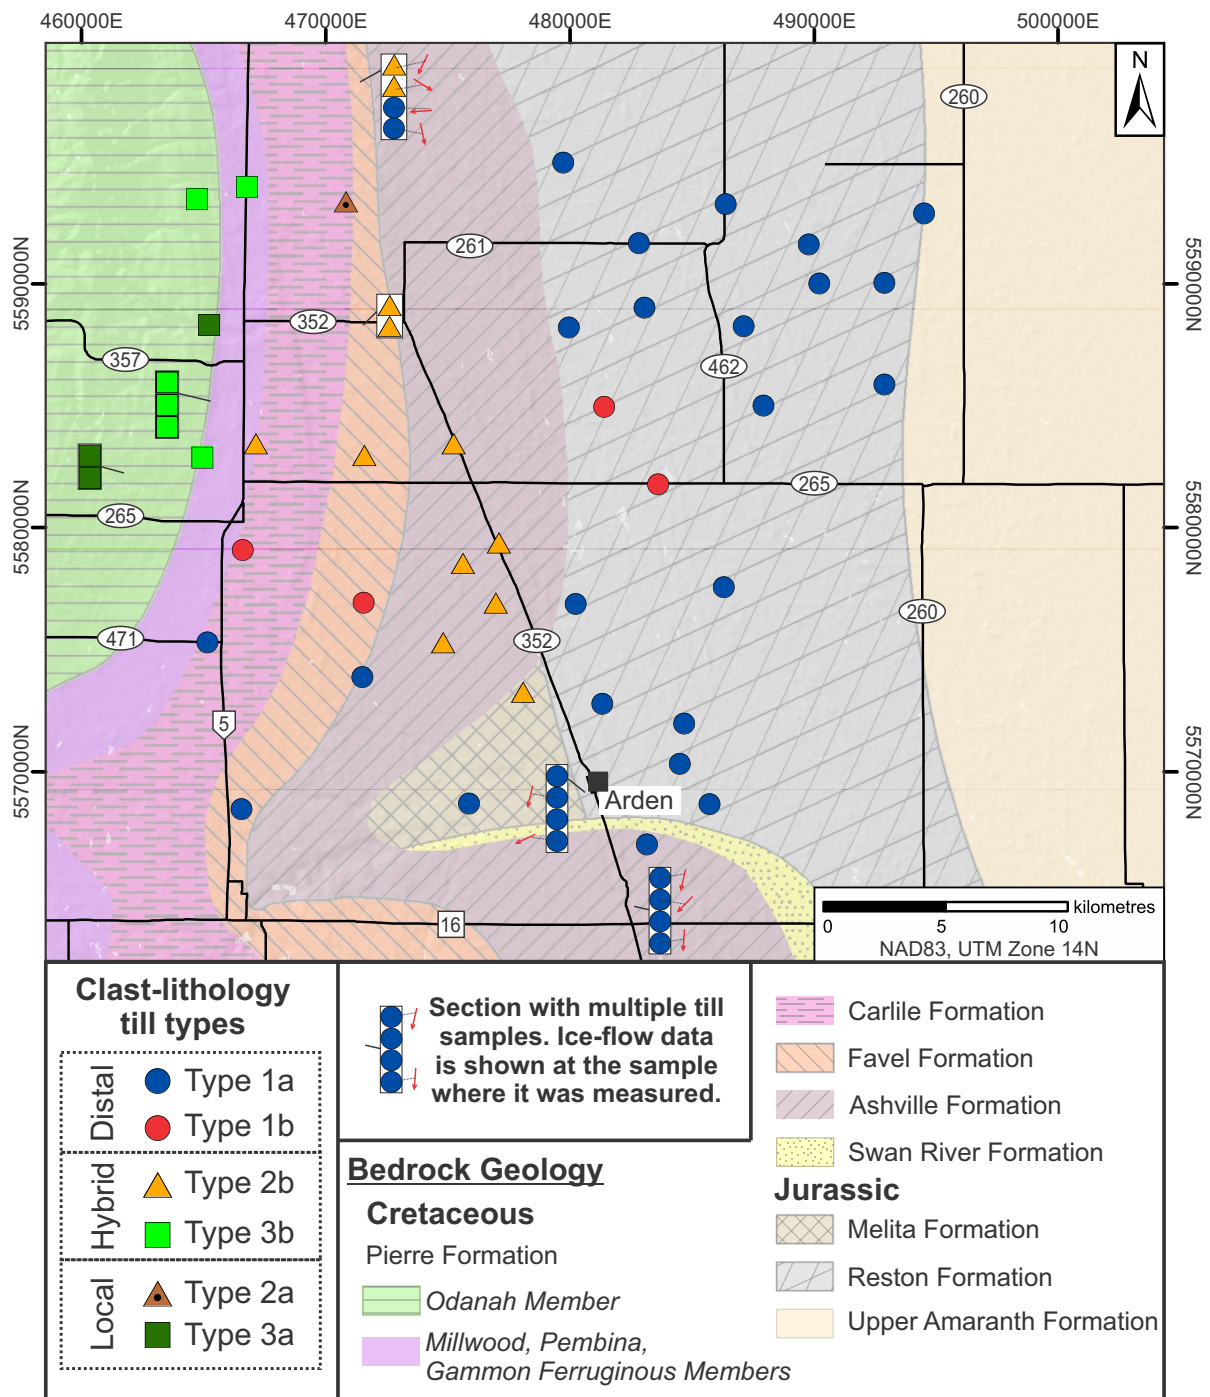 460000E
470000E
480000E
490000E
500000E
N
260
261
5590000N
5590000N
352
357
462
265
265
5580000N
5580000N
471
352
260
5
5570000N
5570000N
Arden
16
kilometres
0
5
10
NAD83, UTM Zone 14N
Clast-lithology
till types
Distal
Type 1a
Type 1b
Hybrid
Type 2b
Type 3b
Local
Type 2a
Type 3a
Section with multiple till
samples. Ice-flow data
is shown at the sample
where it was measured.
Bedrock Geology
Cretaceous
Pierre Formation
Odanah Member
Millwood, Pembina,
Gammon Ferruginous Members
Carlile Formation
Favel Formation
Ashville Formation
Swan River Formation
Jurassic
Melita Formation
Reston Formation
Upper Amaranth Formation